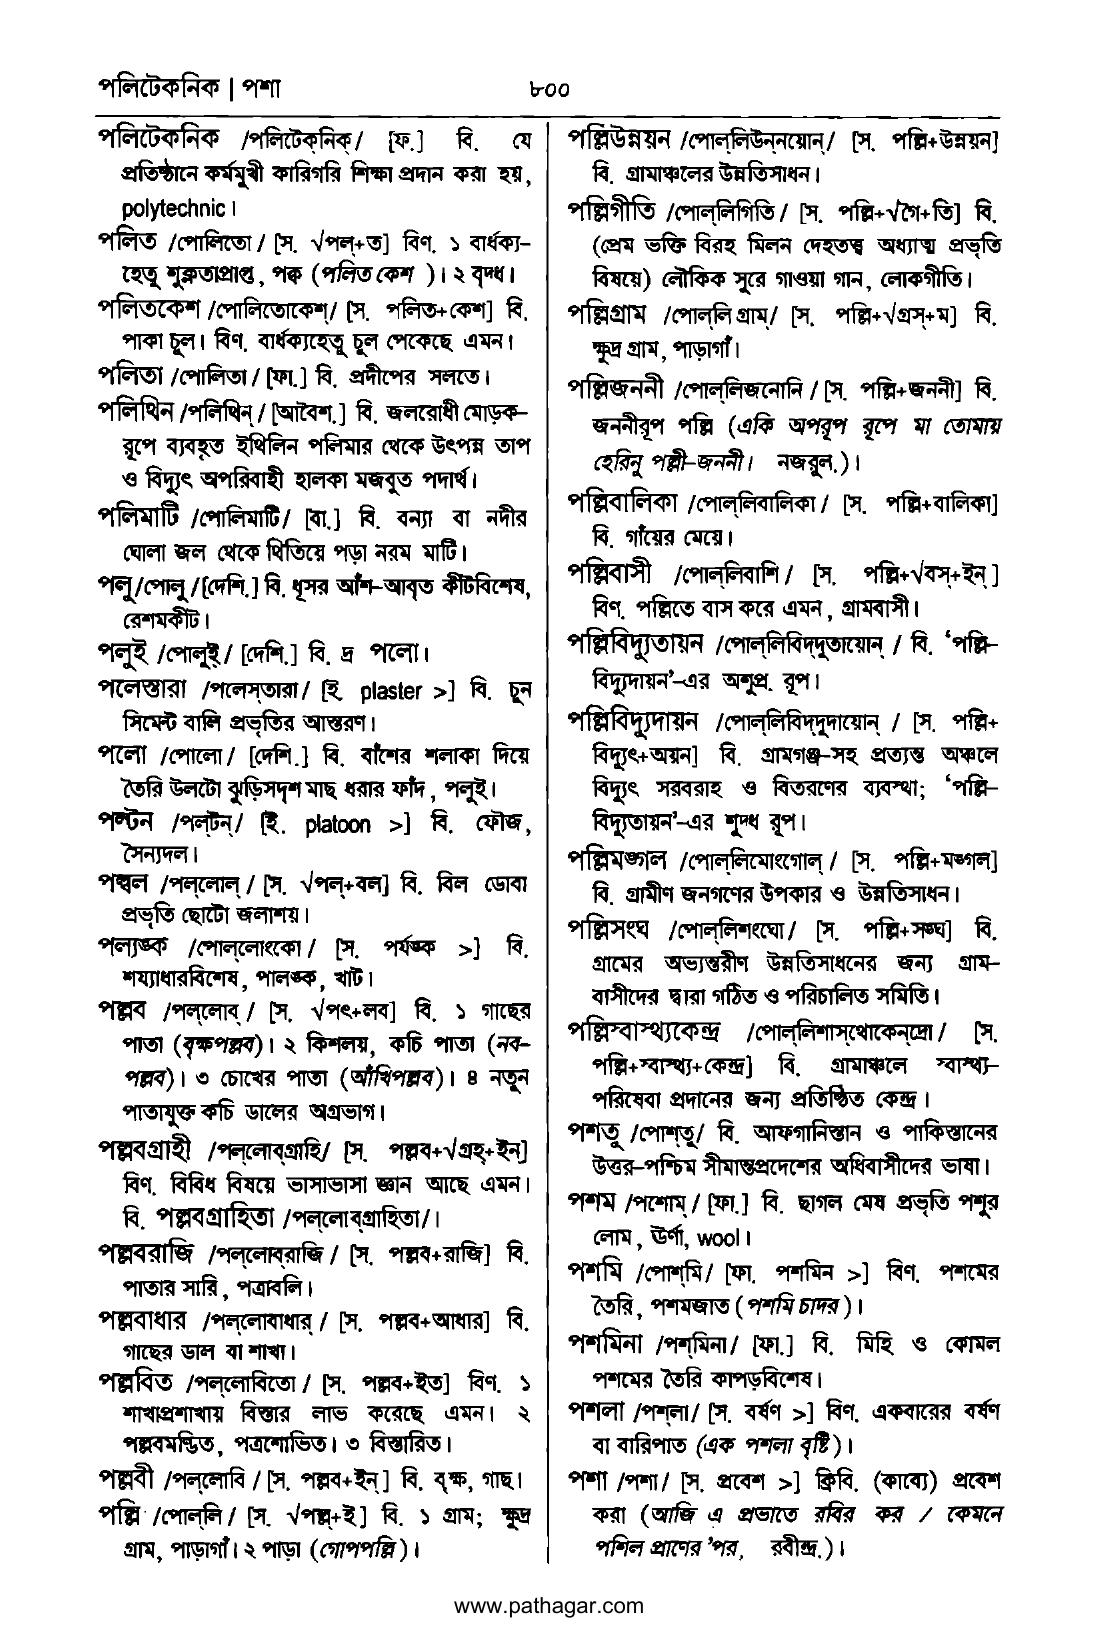 পলিটেকনিক | পশা
৮০০
পলিটেকনিক /পলিটেক্‌নিক্‌/ [ফ.] বি. যে
প্রতিষ্ঠানে কর্মমুখী কারিগরি শিক্ষা প্রদান করা হয়,
polytechnic।
পলিত /পোলিতো/ [স. √পল্‌+ত] বিণ. ১ বার্ধক্য-
হেতু শুক্লতাপ্রাপ্ত, পক্ব (পলিত কেশ )। ২ বৃদ্ধ।
পলিতকেশ /পোলিতোকেশ্‌/ [স. পলিত+কেশ] বি.
পাকা চুল। বিণ. বার্ধক্যহেতু চুল পেকেছে এমন।
পলিতা /পোলিতা/ [ফা.] বি. প্রদীপের সলতে।
পলিথিন /পলিথিন্‌/ [আবৈশ.] বি. জলরোধী মোড়ক-
রূপে ব্যবহৃত ইথিলিন পলিমার থেকে উৎপন্ন তাপ
ও বিদ্যুৎ অপরিবাহী হালকা মজবুত পদার্থ।
পলিমাটি /পোলিমাটি/ [বা.] বি. বন্যা বা নদীর
ঘোলা জল থেকে থিতিয়ে পড়া নরম মাটি।
পলু/পোলু/[দেশি.] বি. ধূসর আঁশ-আবৃত কীটবিশেষ,
রেশমকীট।
পলুই /পোলুই্‌/ [দেশি.] বি. দ্র পলো।
পলেস্তারা /পলেস্‌তারা/ [ই. plaster >] বি. চুন
সিমেন্ট বালি প্রভৃতির আস্তরণ।
পলো /পোলো/ [দেশি.] বি. বাঁশের শলাকা দিয়ে
তৈরি উলটো ঝুড়িসদৃশ মাছ ধরার ফাঁদ, পলুই।
পল্টন /পল্‌টন্‌/ [ই. platoon >] বি. ফৌজ,
সৈন্যদল।
পল্বল /পল্‌লোল্‌/ [স. √পল্‌+বল] বি. বিল ডোবা
প্রভৃতি ছোটো জলাশয়।
পল্যঙ্ক /পোল্‌লোংকো/ [স. পর্যঙ্ক >] বি.
শয্যাধারবিশেষ, পালঙ্ক, খাট।
পল্লব /পল্‌লোব্‌/ [স. √পৎ+লব] বি. ১ গাছের
পাতা (বৃক্ষপল্লব)। ২ কিশলয়, কচি পাতা (নব-
পল্লব)। ৩ চোখের পাতা (আঁখিপল্লব)। ৪ নতুন
পাতাযুক্ত কচি ডালের অগ্রভাগ।
পল্লবগ্রাহী /পল্‌লোব্‌গ্রাহি/ [স. পল্লব+√গ্রহ্‌+ইন্‌]
বিণ. বিবিধ বিষয়ে ভাসাভাসা জ্ঞান আছে এমন।
বি. পল্লবগ্রাহিতা /পল্‌লোব্‌গ্রাহিতা/।
পল্লবরাজি /পল্‌লোব্‌রাজি/ [স. পল্লব+রাজি] বি.
পাতার সারি, পত্রাবলি।
পল্লবাধার /পল্‌লোবাধার্‌/ [স. পল্লব+আধার] বি.
গাছের ডাল বা শাখা।
পল্লবিত /পল্‌লোবিতো/ [স. পল্লব+ইত] বিণ. ১
শাখাপ্রশাখায় বিস্তার লাভ করেছে এমন। ২
পল্লবমণ্ডিত, পত্রশোভিত। ৩ বিস্তারিত।
পল্লবী /পল্‌লোবি/ [স. পল্লব+ইন্‌] বি. বৃক্ষ, গাছ।
পল্লি /পোল্‌লি/ [স. √পল্ল্‌+ই] বি. ১ গ্রাম; ক্ষুদ্র
গ্রাম, পাড়াগাঁ। ২ পাড়া (গোপপল্লি)।
পল্লিউন্নয়ন /পোল্‌লিউন্‌নয়োন্‌/ [স. পল্লি+উন্নয়ন]
বি. গ্রামাঞ্চলের উন্নতিসাধন।
পল্লিগীতি /পোল্‌লিগিতি/ [স. পল্লি+√গৈ+তি] বি.
(প্রেম ভক্তি বিরহ মিলন দেহতত্ত্ব অধ্যাত্ম প্রভৃতি
বিষয়ে) লৌকিক সুরে গাওয়া গান, লোকগীতি।
পল্লিগ্রাম /পোল্‌লিগ্রাম্‌/ [স. পল্লি+√গ্রস্‌+ম] বি.
ক্ষুদ্র গ্রাম, পাড়াগাঁ।
পল্লিজননী /পোল্‌লিজনোনি/ [স. পল্লি+জননী] বি.
জননীরূপ পল্লি (একি অপরূপ রূপে মা তোমায়
হেরিনু পল্লী-জননী। নজরুল.)।
পল্লিবালিকা /পোল্‌লিবালিকা/ [স. পল্লি+বালিকা]
বি. গাঁয়ের মেয়ে।
পল্লিবাসী /পোল্‌লিবাশি/ [স. পল্লি+√বস্‌+ইন্‌]
বিণ. পল্লিতে বাস করে এমন, গ্রামবাসী।
পল্লিবিদ্যুতায়ন /পোল্‌লিবিদ্‌দুতায়োন্‌/ বি. ‘পল্লি-
বিদ্যুদায়ন’-এর অশুপ্র. রূপ।
পল্লিবিদ্যুদায়ন /পোল্‌লিবিদ্‌দুদায়োন্‌/ [স. পল্লি+
বিদ্যুৎ+অয়ন] বি. গ্রামগঞ্জ-সহ প্রত্যন্ত অঞ্চলে
বিদ্যুৎ সরবরাহ ও বিতরণের ব্যবস্থা; ‘পল্লি-
বিদ্যুতায়ন’-এর শুদ্ধ রূপ।
পল্লিমঙ্গল /পোল্‌লিমোংগোল্‌/ [স. পল্লি+মঙ্গল]
বি. গ্রামীণ জনগণের উপকার ও উন্নতিসাধন।
পল্লিসংঘ /পোল্‌লিশংঘো/ [স. পল্লি+সঙ্ঘ] বি.
গ্রামের অভ্যন্তরীণ উন্নতিসাধনের জন্য গ্রাম-
বাসীদের দ্বারা গঠিত ও পরিচালিত সমিতি।
পল্লিস্বাস্থ্যকেন্দ্র /পোল্‌লিশাস্‌থোকেন্‌দ্রো/ [স.
পল্লি+স্বাস্থ্য+কেন্দ্র] বি. গ্রামাঞ্চলে স্বাস্থ্য-
পরিষেবা প্রদানের জন্য প্রতিষ্ঠিত কেন্দ্র।
পশতু /পোশ্‌তু/ বি. আফগানিস্তান ও পাকিস্তানের
উত্তর-পশ্চিম সীমান্তপ্রদেশের অধিবাসীদের ভাষা।
পশম /পশোম্‌/ [ফা.] বি. ছাগল মেষ প্রভৃতি পশুর
লোম, ঊর্ণা, wool।
পশমি /পোশ্‌মি/ [ফা. পশমিন >] বিণ. পশমের
তৈরি, পশমজাত (পশমি চাদর)।
পশমিনা /পশ্‌মিনা/ [ফা.] বি. মিহি ও কোমল
পশমের তৈরি কাপড়বিশেষ।
পশলা /পশ্‌লা/ [স. বর্ষণ >] বিণ. একবারের বর্ষণ
বা বারিপাত (এক পশলা বৃষ্টি)।
পশা /পশা/ [স. প্রবেশ >] ক্রিবি. (কাব্যে) প্রবেশ
করা (আজি এ প্রভাতে রবির কর / কেমনে
পশিল প্রাণের ’পর, রবীন্দ্র.)।
www.pathagar.com